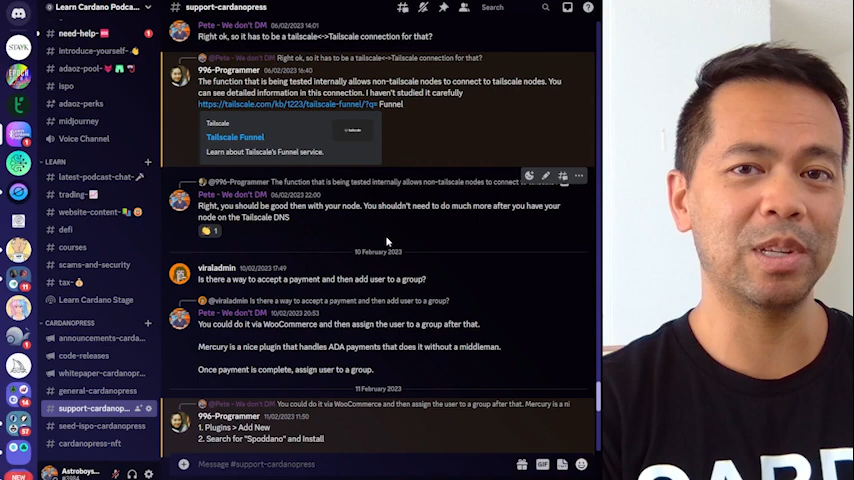 Learn Cardano Podca...
need-help-
introduce-yourself-
adaoz-pool-
ispo
adaoz-perks
midjourney
Voice Channel
LEARN
latest-podcast-chat-
trading-
website-content-
defi
courses
scams-and-security
tax-
Learn Cardano Stage
CARDANOPRESS
announcements-carda...
code-releases
whitepaper-cardanop...
general-cardanopress
support-cardanop...
seed-ispo-cardanopress
cardanopress-nft
Astroboys...
#3984
STAYK
EPOCH
11
14
57
NEW
support-cardanopress
Search
Pete - We don't DM 06/02/2023 14:01
Right ok, so it has to be a tailscale<->Tailscale connection for that?
@Pete - We don't DM Right ok, so it has to be a tailscale<->Tailscale connection for that?
996-Programmer 06/02/2023 16:40
The function that is being tested internally allows non-tailscale nodes to connect to tailscale nodes. You
can see detailed information in this connection. I haven't studied it carefully
https://tailscale.com/kb/1223/tailscale-funnel/?q= Funnel
Tailscale
Tailscale Funnel
Learn about Tailscale's Funnel service.
@996-Programmer The function that is being tested internally allows non-tailscale nodes to connect to
Pete - We don't DM 06/02/2023 22:00
Right, you should be good then with your node. You shouldn't need to do much more after you have your
node on the Tailscale DNS
1
10 February 2023
viraladmin 10/02/2023 17:49
Is there a way to accept a payment and then add user to a group?
@viraladmin Is there a way to accept a payment and then add user to a group?
Pete - We don't DM 10/02/2023 20:53
You could do it via WooCommerce and then assign the user to a group after that.
Mercury is a nice plugin that handles ADA payments that does it without a middleman.
Once payment is complete, assign user to a group.
11 February 2023
@Pete - We don't DM You could do it via WooCommerce and then assign the user to a group after that. Mercury is a ni
996-Programmer 11/02/2023 11:50
1. Plugins > Add New
2. Search for "Spoddano" and Install
Message #support-cardanopress
GIF